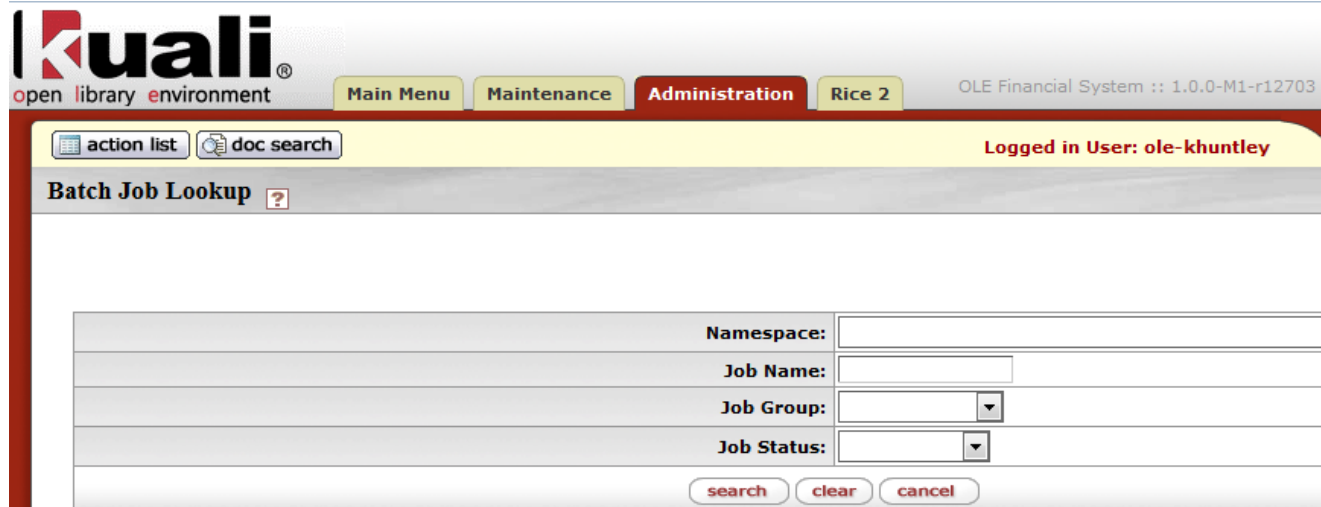 kuali®
open library environment
Main Menu Maintenance Administration Rice 2 OLE Financial System :: 1.0.0-M1-r12703
action list doc search Logged in User: ole-khuntley
Batch Job Lookup ?
Namespace:
Job Name:
Job Group:
Job Status:
search clear cancel